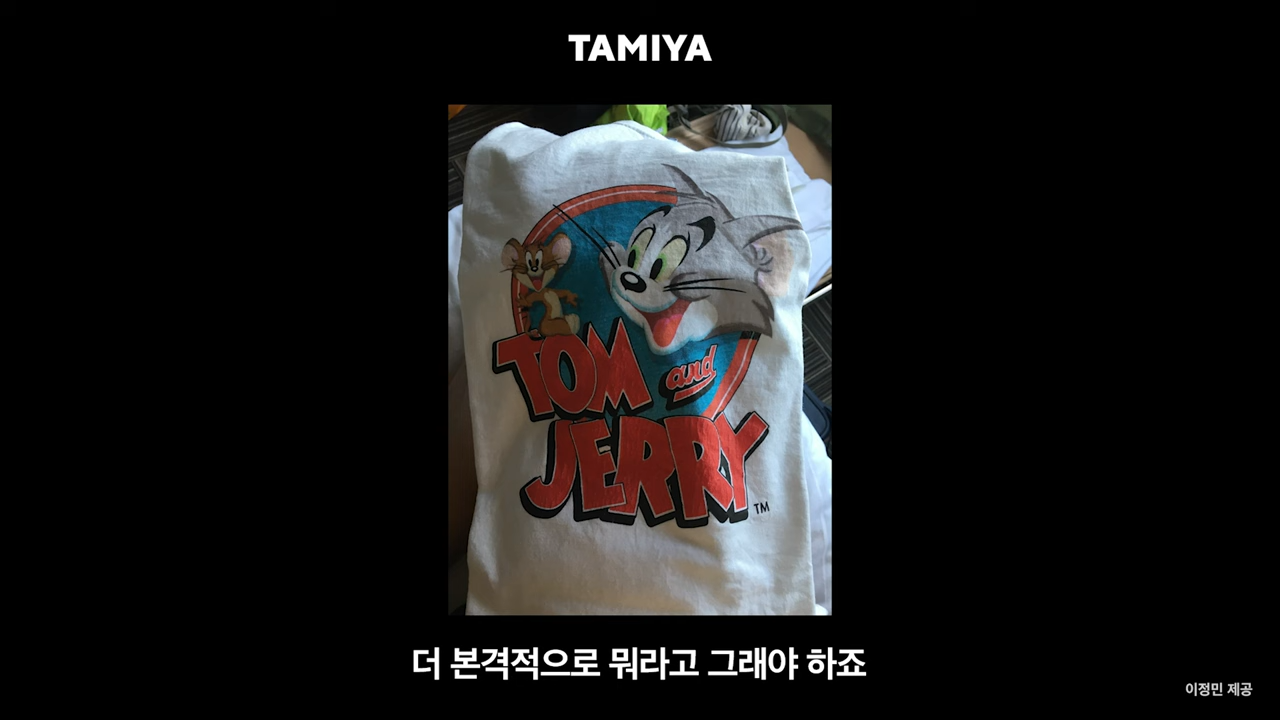 TAMIYA
TOM and
JERRY
TM
더 본격적으로 뭐라고 그래야 하죠
이정민 제공